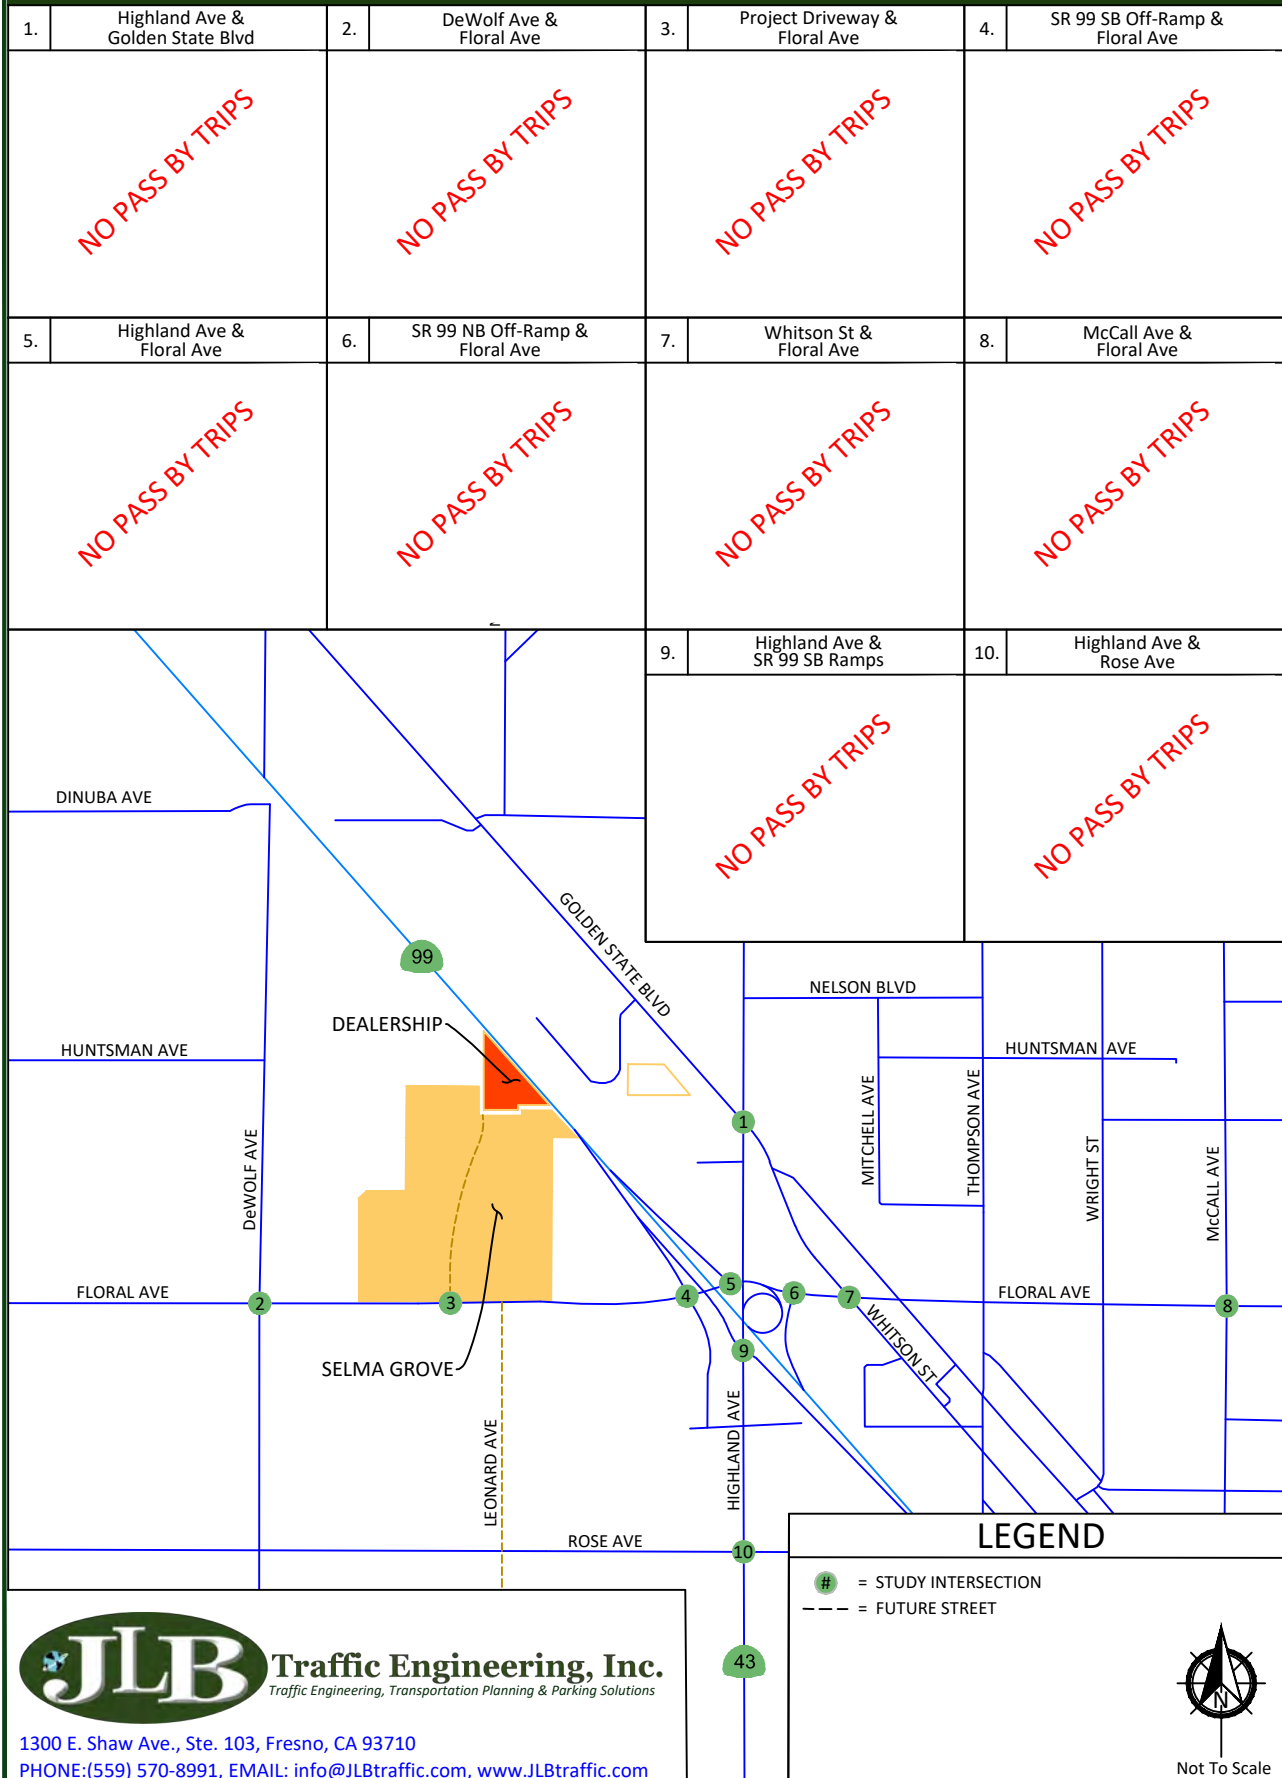 1.
Highland Ave &
Golden State Blvd
2.
DeWolf Ave &
Floral Ave
3.
Project Driveway &
Floral Ave
4.
SR 99 SB Off-Ramp &
Floral Ave
NO PASS BY TRIPS
NO PASS BY TRIPS
NO PASS BY TRIPS
NO PASS BY TRIPS
5.
Highland Ave &
Floral Ave
6.
SR 99 NB Off-Ramp &
Floral Ave
7.
Whitson St &
Floral Ave
8.
McCall Ave &
Floral Ave
NO PASS BY TRIPS
NO PASS BY TRIPS
NO PASS BY TRIPS
NO PASS BY TRIPS
9.
Highland Ave &
SR 99 SB Ramps
10.
Highland Ave &
Rose Ave
NO PASS BY TRIPS
NO PASS BY TRIPS
DINUBA AVE
GOLDEN STATE BLVD
99
NELSON BLVD
DEALERSHIP
HUNTSMAN AVE
HUNTSMAN AVE
MITCHELL AVE
THOMPSON AVE
WRIGHT ST
McCALL AVE
DeWOLF AVE
1
FLORAL AVE
2
3
4
5
6
7
FLORAL AVE
8
9
WHITSON ST
SELMA GROVE
LEONARD AVE
HIGHLAND AVE
ROSE AVE
10
43
LEGEND
# = STUDY INTERSECTION
= FUTURE STREET
N
Not To Scale
JLB Traffic Engineering, Inc.
Traffic Engineering, Transportation Planning & Parking Solutions
1300 E. Shaw Ave., Ste. 103, Fresno, CA 93710
PHONE:(559) 570-8991, EMAIL: info@JLBtraffic.com, www.JLBtraffic.com